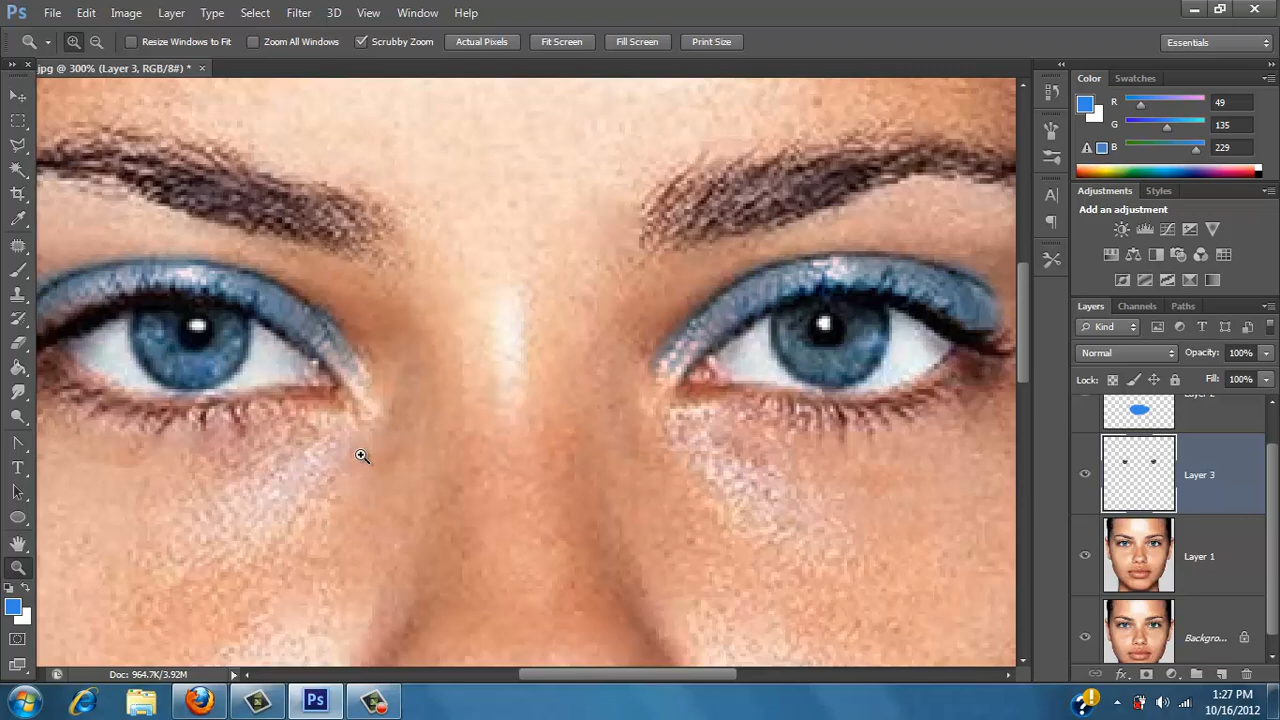 Ps File Edit Image Layer Type Select Filter 3D View Window Help
Resize Windows to Fit Zoom All Windows Scrubby Zoom Actual Pixels Fit Screen Fill Screen Print Size Essentials
jpg @ 300% (Layer 3, RGB/8#) * ×
Color Swatches
R 49
G 135
B 229
Adjustments Styles
Add an adjustment
Layers Channels Paths
Kind
Normal Opacity: 100%
Lock: Fill: 100%
Layer 3
Layer 1
Backgro...
Doc: 964.7K/3.92M
Ps
1:27 PM
10/16/2012